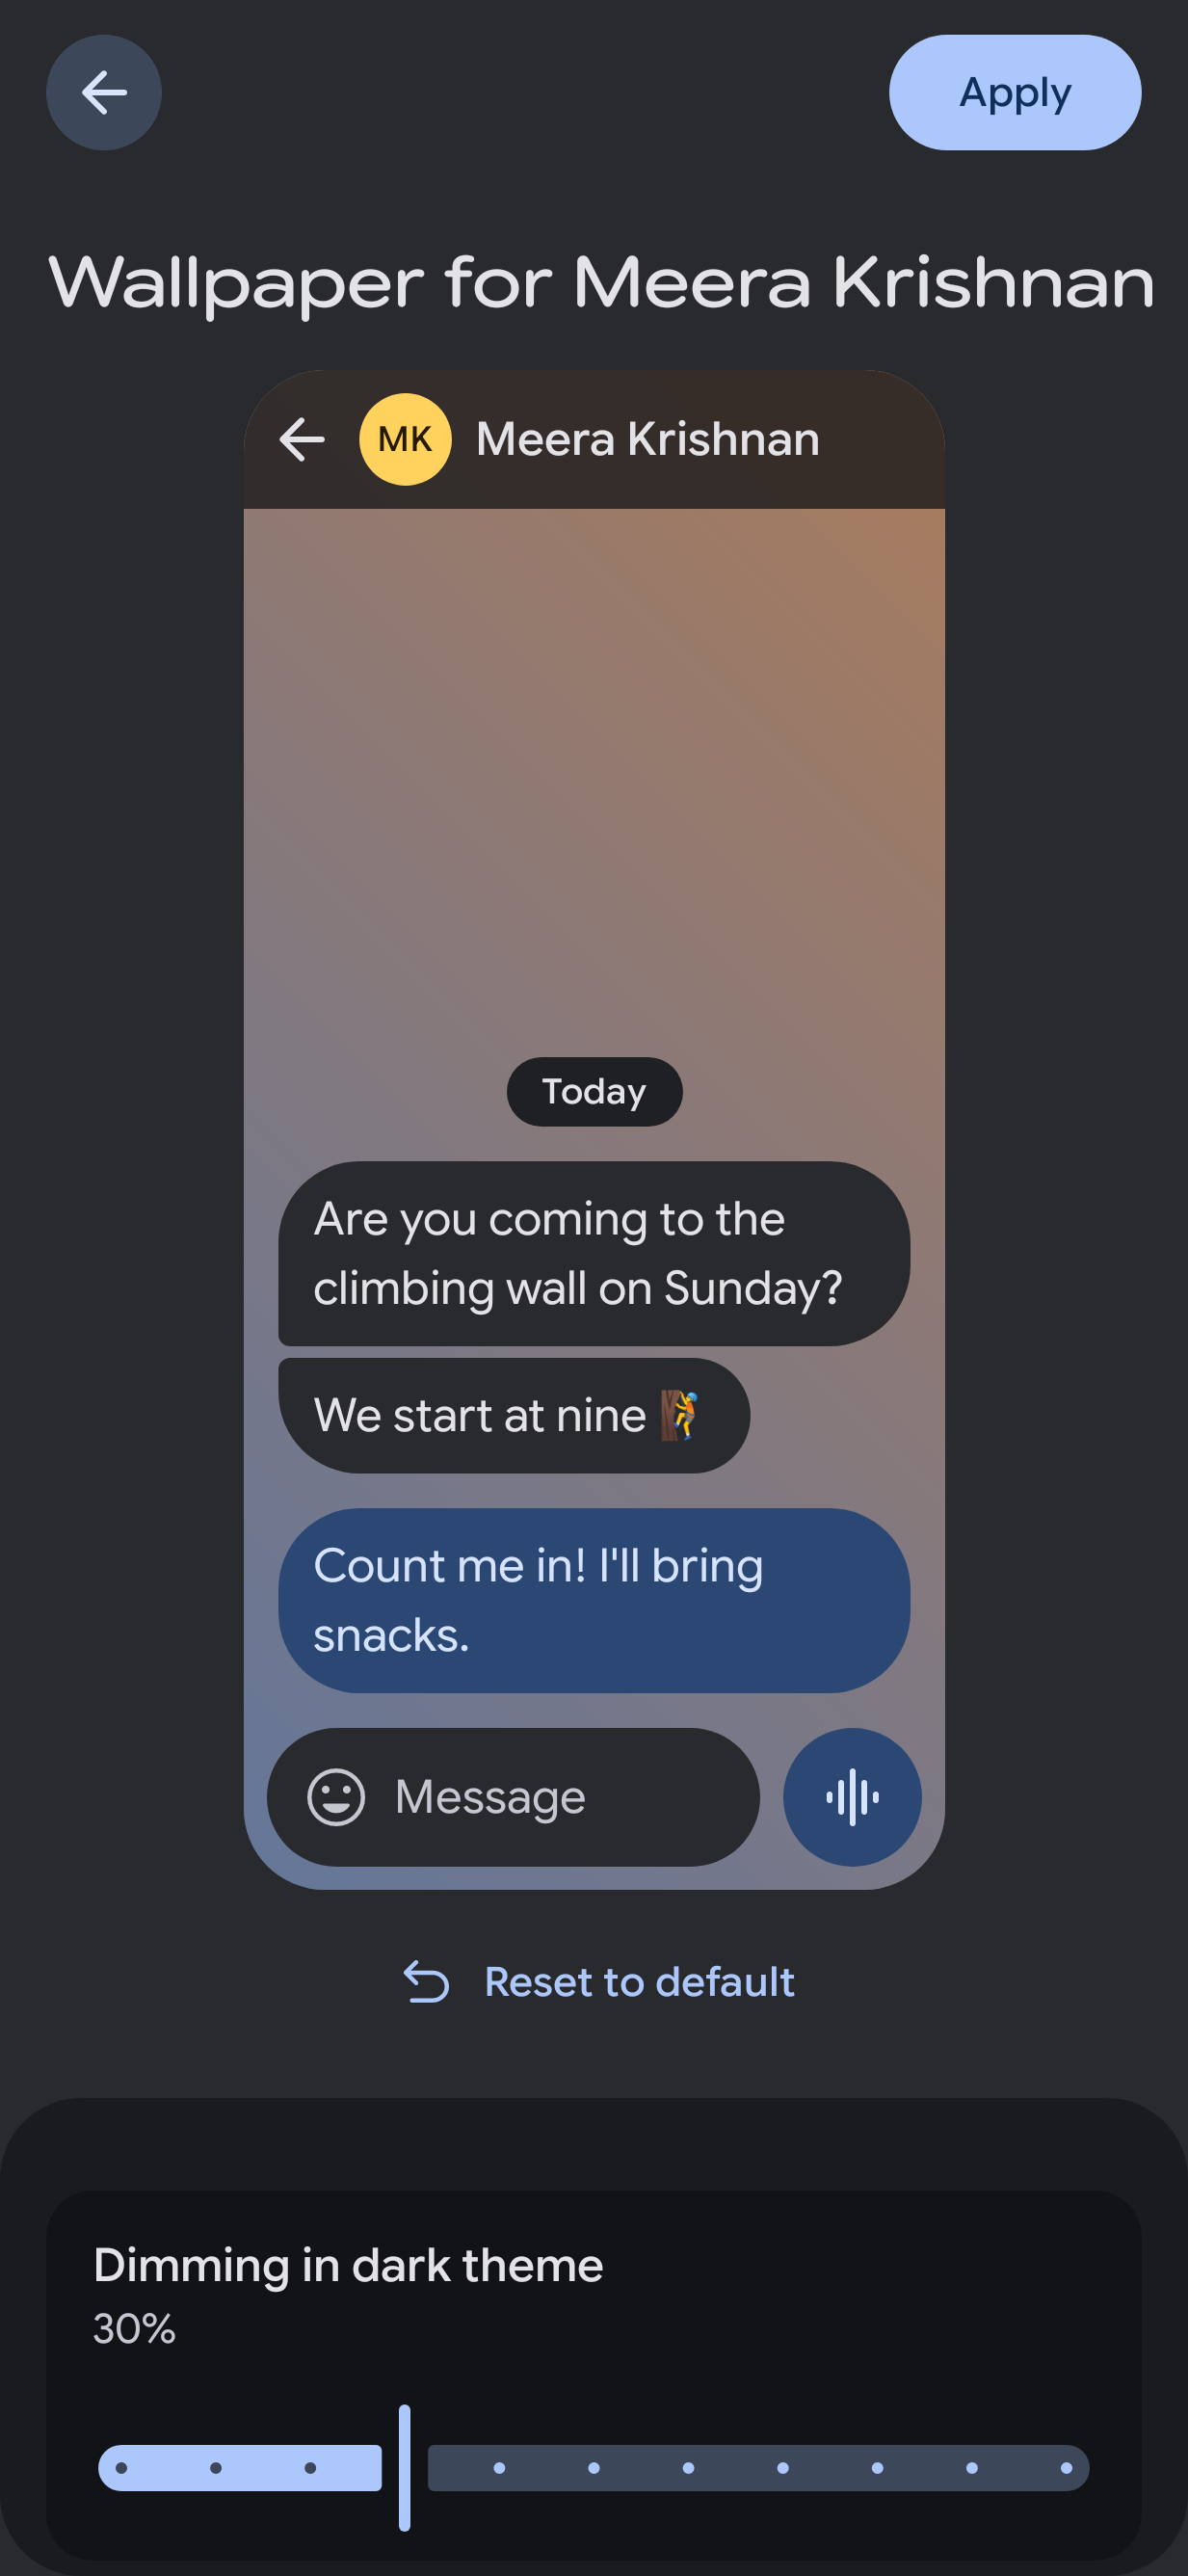 Apply
Wallpaper for Meera Krishnan
MK
Meera Krishnan
Today
Are you coming to the
climbing wall on Sunday?
We start at nine 🧗
Count me in! I'll bring
snacks.
Message
Reset to default
Dimming in dark theme
30%